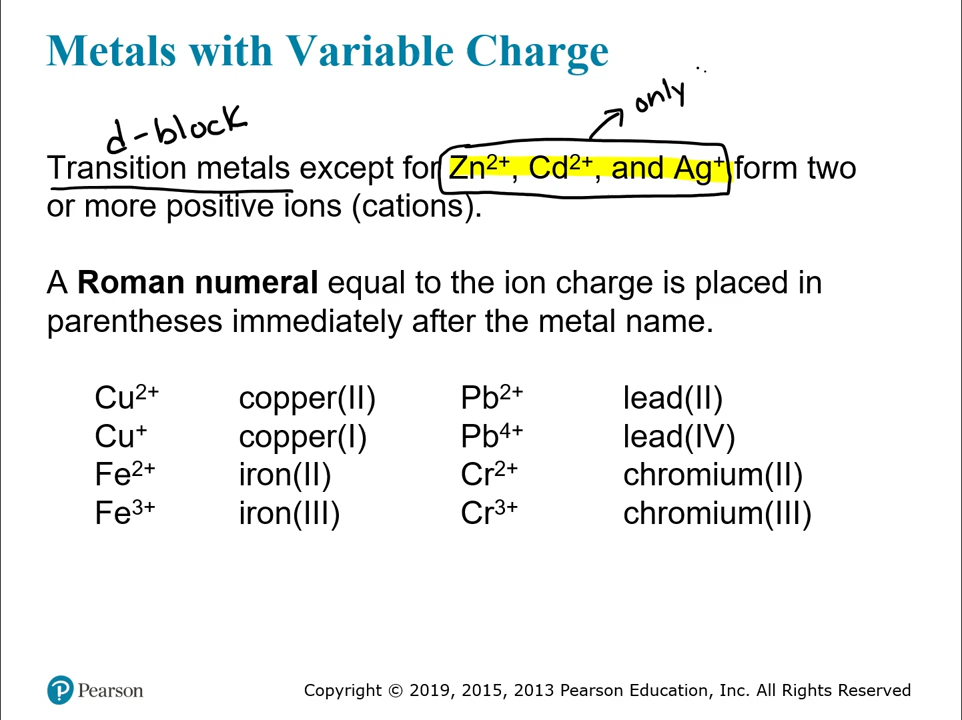 Metals with Variable Charge
only
d-block
Transition metals except for Zn²⁺, Cd²⁺, and Ag⁺ form two
or more positive ions (cations).
A Roman numeral equal to the ion charge is placed in
parentheses immediately after the metal name.
Cu²⁺ copper(II) Pb²⁺ lead(II)
Cu⁺ copper(I) Pb⁴⁺ lead(IV)
Fe²⁺ iron(II) Cr²⁺ chromium(II)
Fe³⁺ iron(III) Cr³⁺ chromium(III)
Pearson Copyright © 2019, 2015, 2013 Pearson Education, Inc. All Rights Reserved